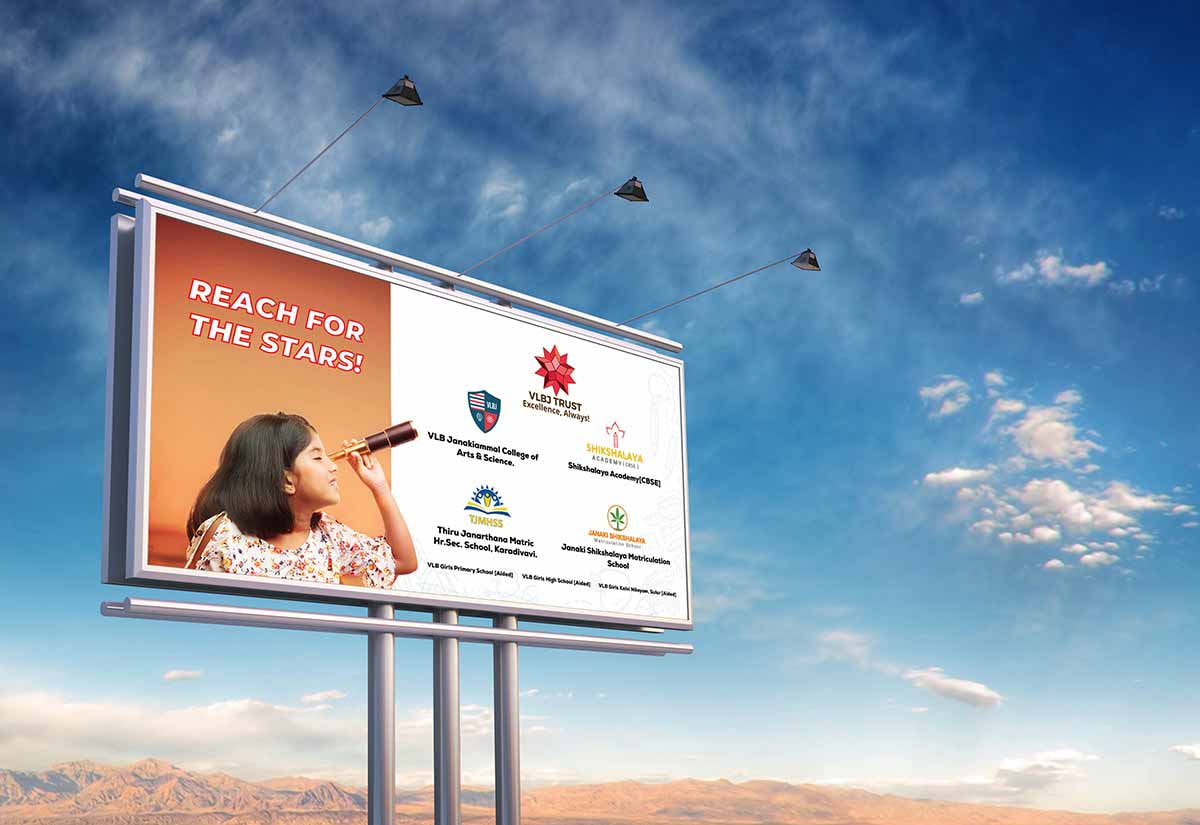 REACH FOR
THE STARS!
VLBJ TRUST
Excellence, Always!
VLBJ
VLB Janakiammal College of
Arts & Science.
SHIKSHALAYA
ACADEMY [CBSE]
Shikshalaya Academy[CBSE]
TJMHSS
Thiru Janarthana Matric
Hr.Sec. School, Karadivavi.
JANAKI SHIKSHALAYA
Matriculation School
Janaki Shikshalaya Matriculation
School
VLB Girls Primary School [Aided]
VLB Girls High School [Aided]
VLB Girls Kalvi Nilayam, Sulur [Aided]